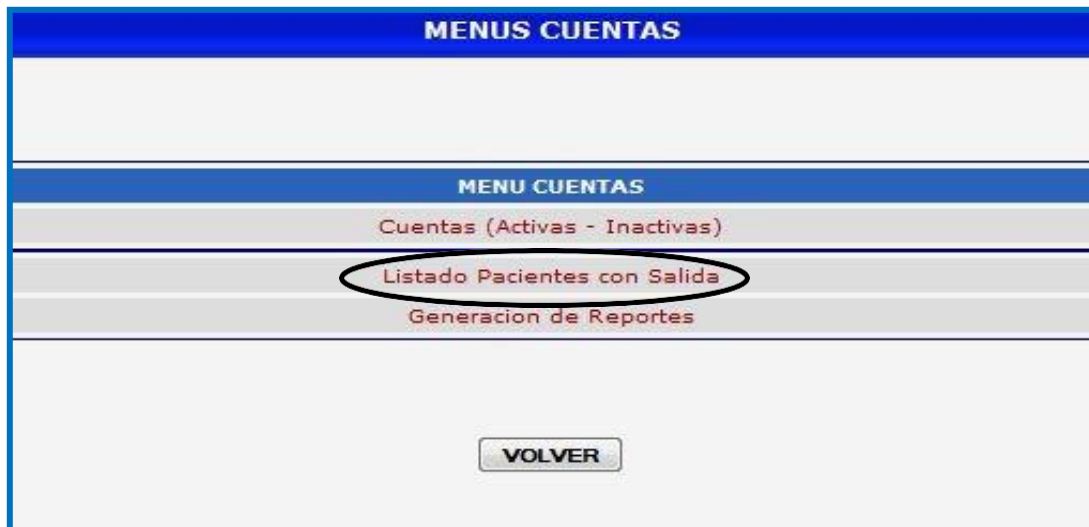 MENUS CUENTAS
MENU CUENTAS
Cuentas (Activas - Inactivas)
Listado Pacientes con Salida
Generacion de Reportes
VOLVER